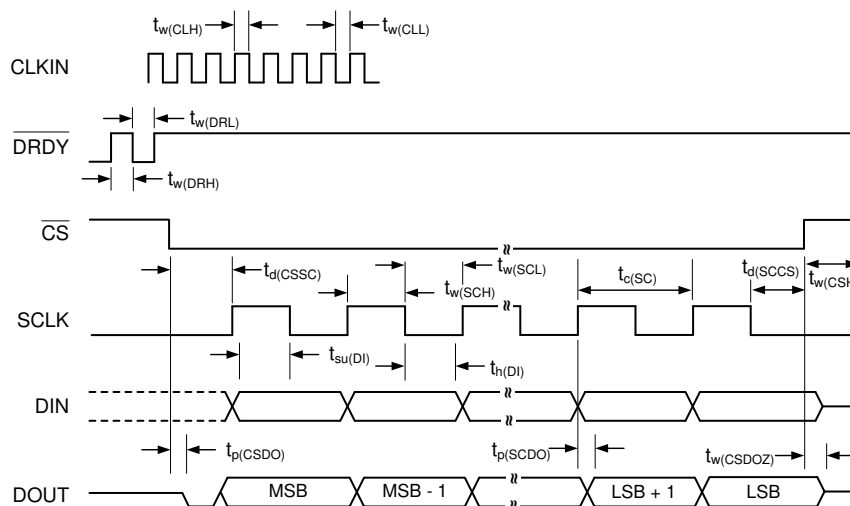 tw(CLH)
tw(CLL)
CLKIN
tw(DRL)
DRDY
tw(DRH)
CS
td(CSSC)
tw(SCL)
tc(SC)
td(SCCS)
tw(SCH)
tw(CSH
SCLK
tsu(DI)
th(DI)
DIN
tp(CSDO)
tp(SCDO)
tw(CSDOZ)
DOUT
MSB
MSB - 1
LSB + 1
LSB